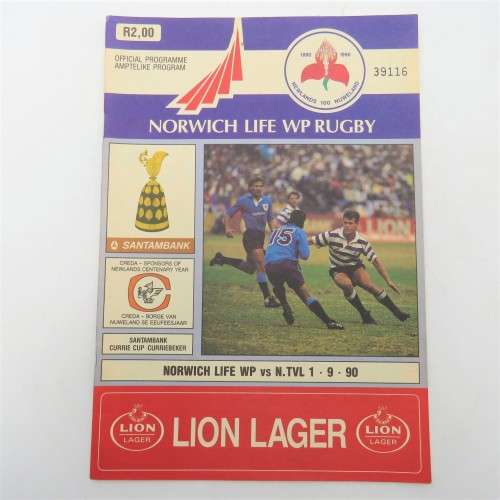 R2,00
OFFICIAL PROGRAMME
AMPTELIKE PROGRAM
1890 1990
NEWLANDS 100 NUWELAND
39116
NORWICH LIFE WP RUGBY
SANTAMBANK
CREDA – SPONSORS OF
NEWLANDS CENTENARY YEAR
CREDA – BORGE VAN
NUWELAND SE EEUFEESJAAR
SANTAMBANK
CURRIE CUP CURRIEBEKER
15
NORWICH LIFE WP vs N.TVL 1 · 9 · 90
LION
LAGER
LION LAGER
LION
LAGER